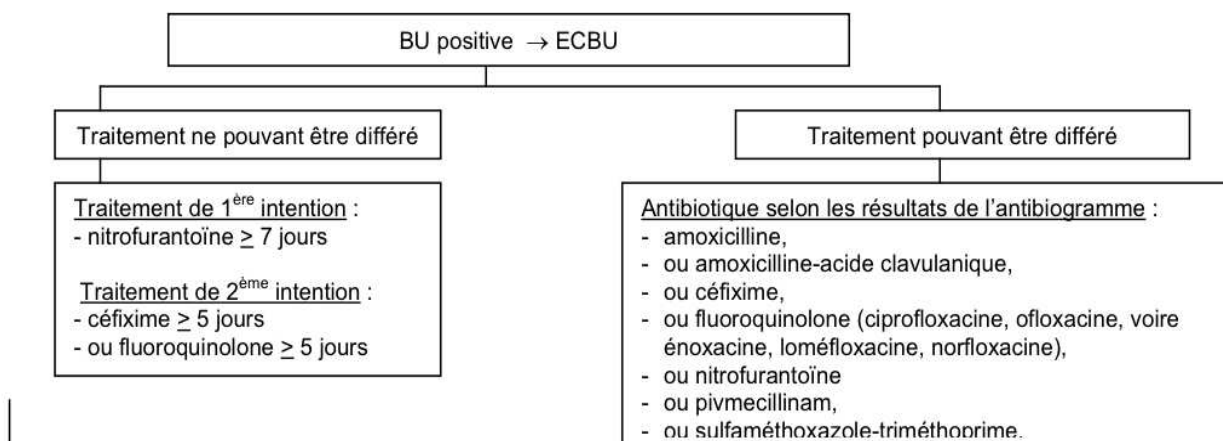 BU positive → ECBU
Traitement ne pouvant être différé
Traitement pouvant être différé
Traitement de 1ère intention :
- nitrofurantoïne ≥ 7 jours
Traitement de 2ème intention :
- céfixime ≥ 5 jours
- ou fluoroquinolone ≥ 5 jours
Antibiotique selon les résultats de l'antibiogramme :
- amoxicilline,
- ou amoxicilline-acide clavulanique,
- ou céfixime,
- ou fluoroquinolone (ciprofloxacine, ofloxacine, voire
énoxacine, loméfloxacine, norfloxacine),
- ou nitrofurantoïne
- ou pivmecillinam,
- ou sulfaméthoxazole-triméthoprime.